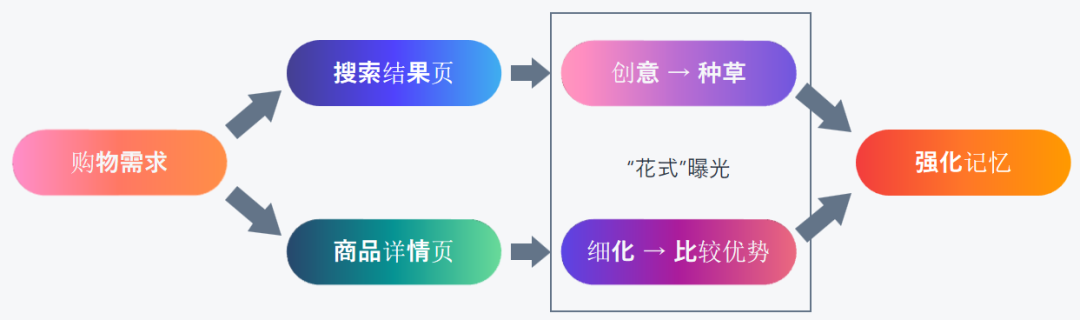 购物需求
搜索结果页
创意 → 种草
“花式”曝光
商品详情页
细化 → 比较优势
强化记忆